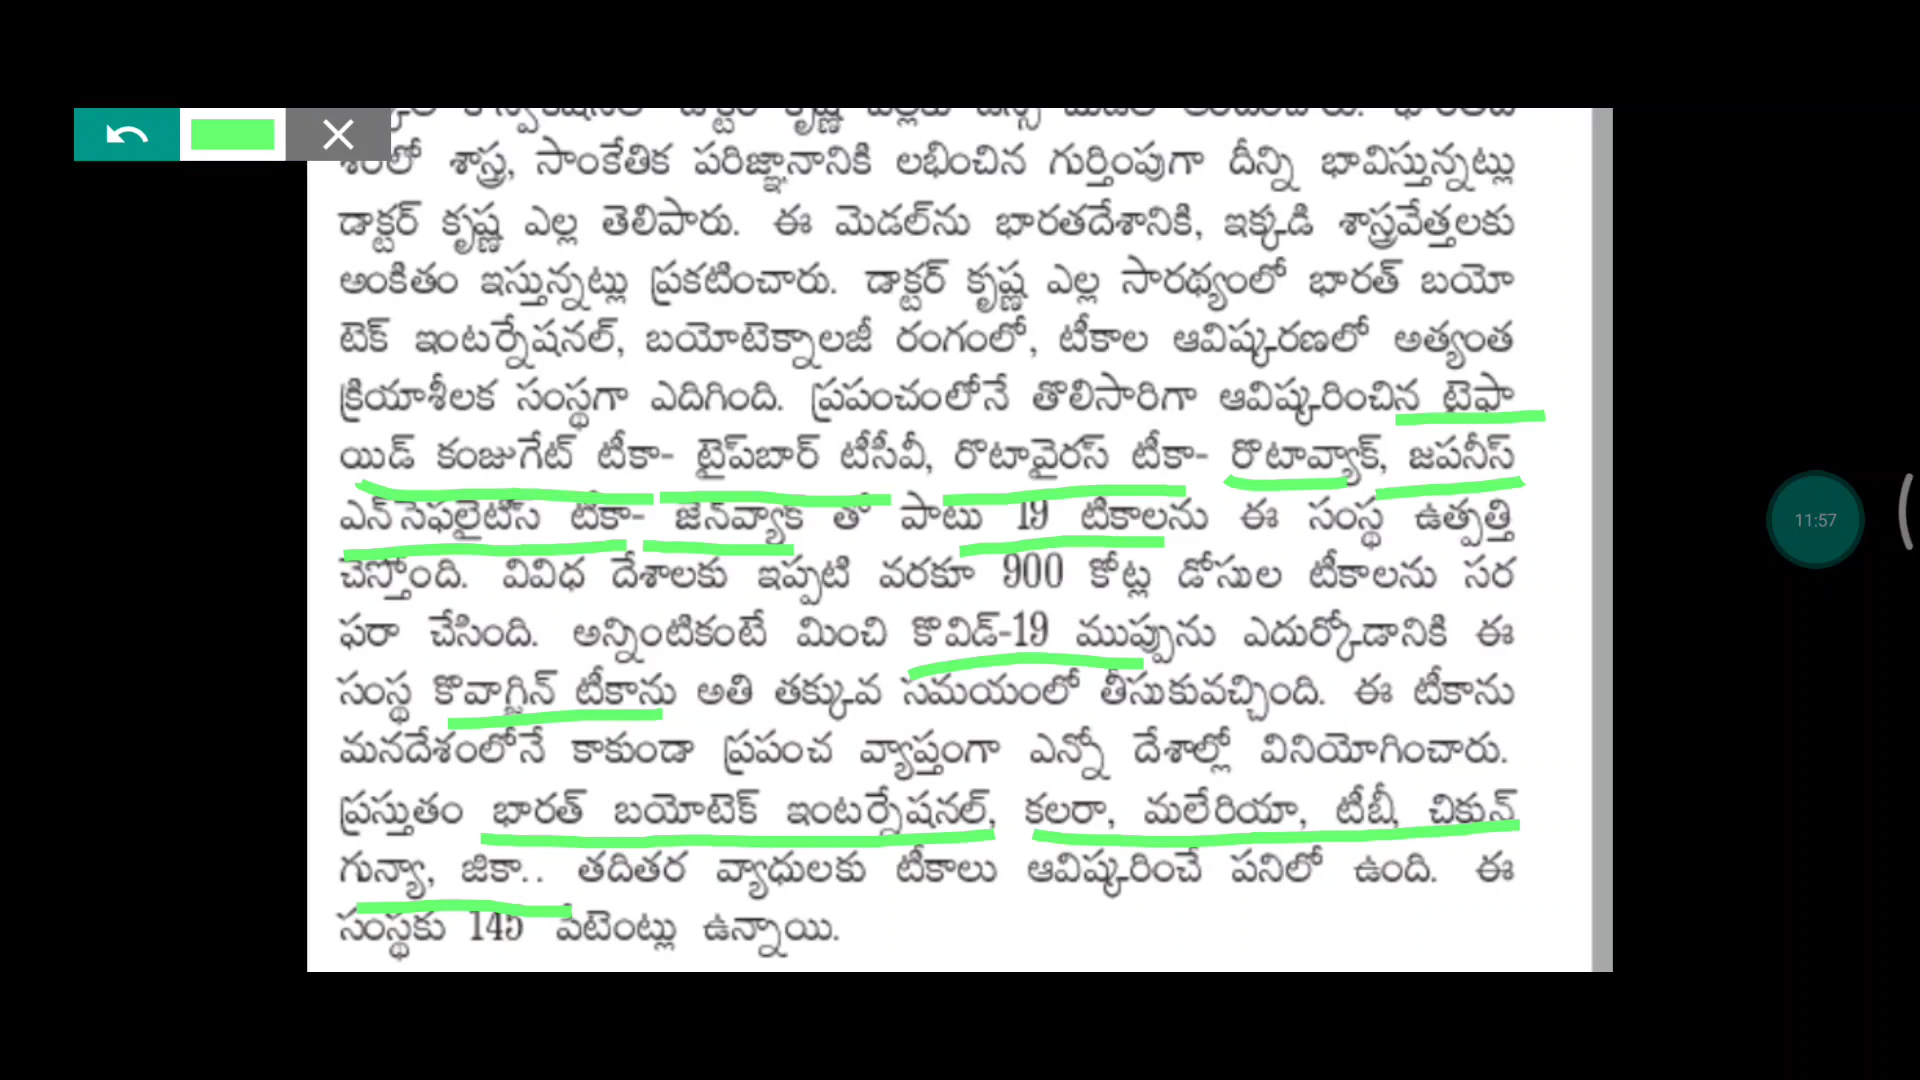 శంలో శాస్త్ర, సాంకేతిక పరిజ్ఞానానికి లభించిన గుర్తింపుగా దీన్ని భావిస్తున్నట్లు
డాక్టర్ కృష్ణ ఎల్ల తెలిపారు. ఈ మెడల్‌ను భారతదేశానికి, ఇక్కడి శాస్త్రవేత్తలకు
అంకితం ఇస్తున్నట్లు ప్రకటించారు. డాక్టర్ కృష్ణ ఎల్ల సారథ్యంలో భారత్ బయో
టెక్ ఇంటర్నేషనల్, బయోటెక్నాలజీ రంగంలో, టీకాల ఆవిష్కరణలో అత్యంత
క్రియాశీలక సంస్థగా ఎదిగింది. ప్రపంచంలోనే తొలిసారిగా ఆవిష్కరించిన టైఫా
యిడ్ కంజుగేట్ టీకా- టైప్‌బార్ టీసీవీ, రొటావైరస్ టీకా- రొటావ్యాక్, జపనీస్
ఎన్‌సెఫలైటిస్ టీకా- జెన్‌వ్యాక్ తో పాటు 19 టీకాలను ఈ సంస్థ ఉత్పత్తి
చేస్తోంది. వివిధ దేశాలకు ఇప్పటి వరకూ 900 కోట్ల డోసుల టీకాలను సర
ఫరా చేసింది. అన్నింటికంటే మించి కొవిడ్-19 ముప్పును ఎదుర్కోడానికి ఈ
సంస్థ కొవాగ్జిన్ టీకాను అతి తక్కువ సమయంలో తీసుకువచ్చింది. ఈ టీకాను
మనదేశంలోనే కాకుండా ప్రపంచ వ్యాప్తంగా ఎన్నో దేశాల్లో వినియోగించారు.
ప్రస్తుతం భారత్ బయోటెక్ ఇంటర్నేషనల్, కలరా, మలేరియా, టీబీ, చికున్
గున్యా, జికా.. తదితర వ్యాధులకు టీకాలు ఆవిష్కరించే పనిలో ఉంది. ఈ
సంస్థకు 145 పేటెంట్లు ఉన్నాయి.
11:57